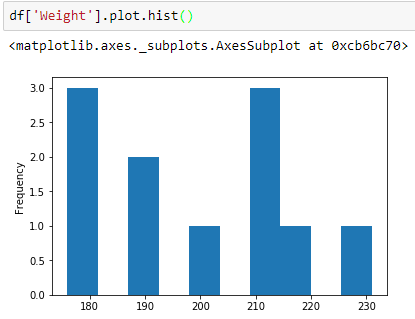 df['Weight'].plot.hist()
<matplotlib.axes._subplots.AxesSubplot at 0xcb6bc70>
3.0
2.5
2.0
1.5
1.0
0.5
0.0
Frequency
180 190 200 210 220 230